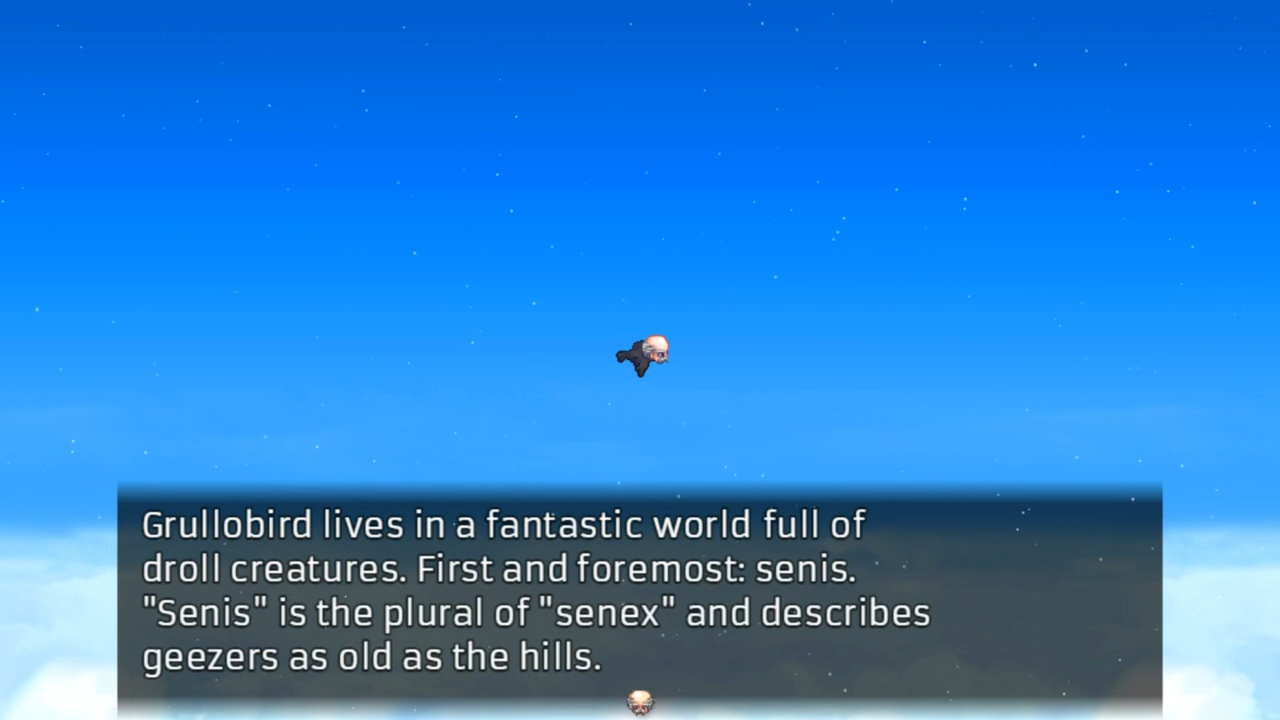 Grullobird lives in a fantastic world full of
droll creatures. First and foremost: senis.
"Senis" is the plural of "senex" and describes
geezers as old as the hills.